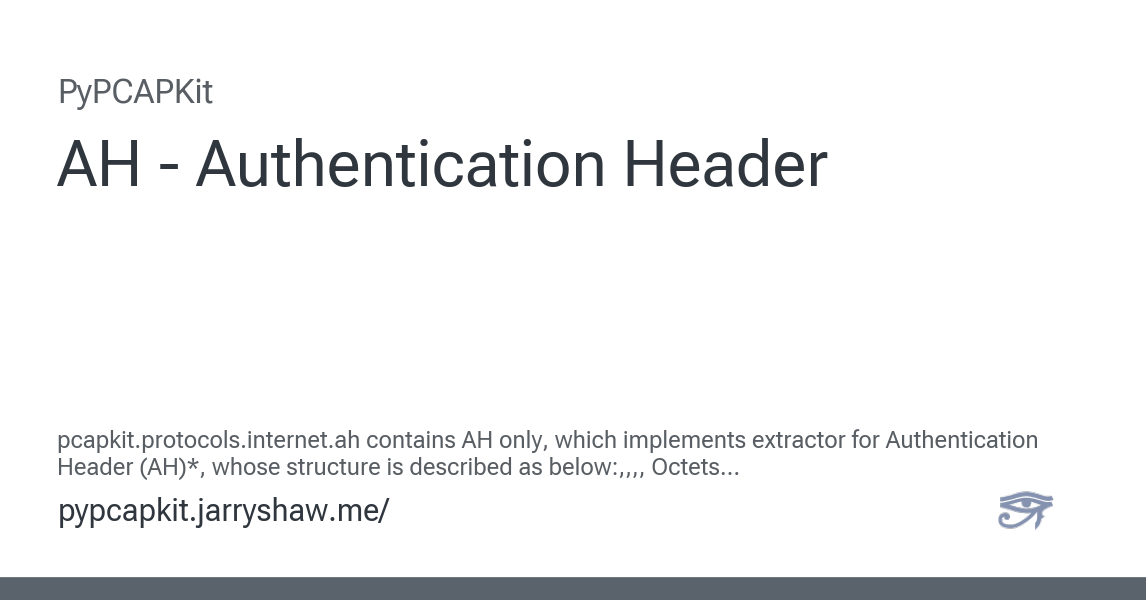 PyPCAPKit
AH - Authentication Header
pcapkit.protocols.internet.ah contains AH only, which implements extractor for Authentication
Header (AH)*, whose structure is described as below:,,,, Octets...
pypcapkit.jarryshaw.me/